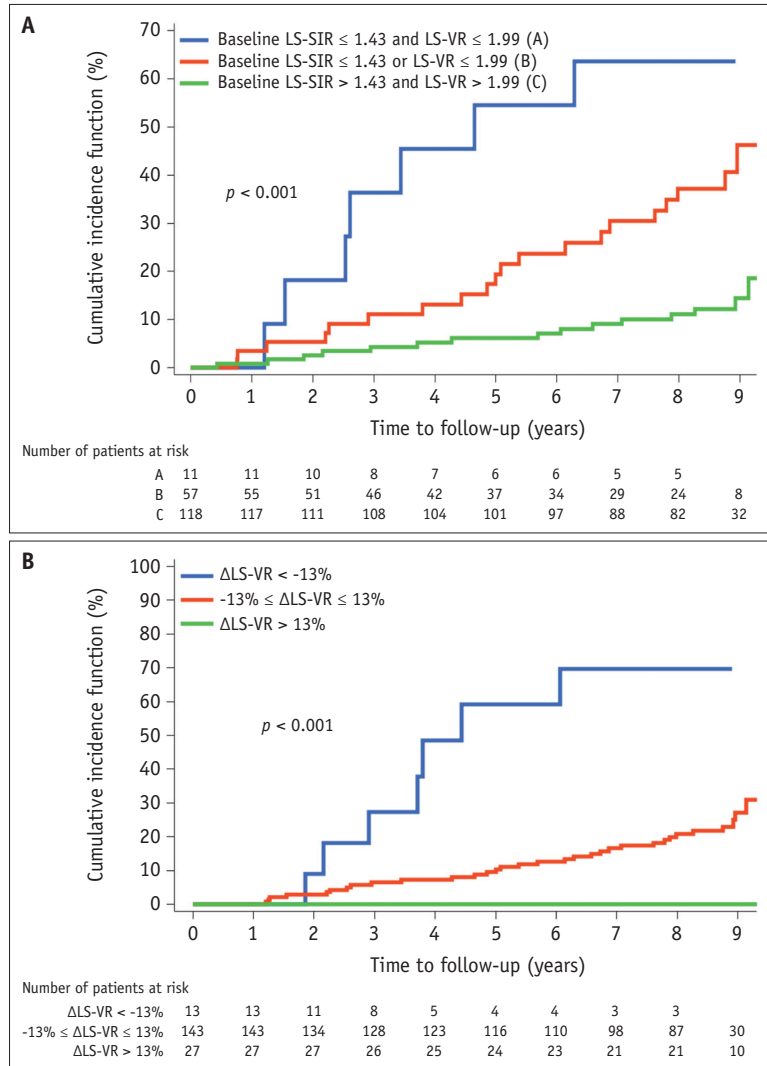 A
Cumulative incidence function (%)
70
60
50
40
30
20
10
0
Baseline LS-SIR ≤ 1.43 and LS-VR ≤ 1.99 (A)
Baseline LS-SIR ≤ 1.43 or LS-VR ≤ 1.99 (B)
Baseline LS-SIR > 1.43 and LS-VR > 1.99 (C)
p < 0.001
0 1 2 3 4 5 6 7 8 9
Time to follow-up (years)
Number of patients at risk
A 11 11 10 8 7 6 6 5 5
B 57 55 51 46 42 37 34 29 24 8
C 118 117 111 108 104 101 97 88 82 32
B
Cumulative incidence function (%)
100
90
80
70
60
50
40
30
20
10
0
ΔLS-VR < -13%
-13% ≤ ΔLS-VR ≤ 13%
ΔLS-VR > 13%
p < 0.001
0 1 2 3 4 5 6 7 8 9
Time to follow-up (years)
Number of patients at risk
ΔLS-VR < -13% 13 13 11 8 5 4 4 3 3
-13% ≤ ΔLS-VR ≤ 13% 143 143 134 128 123 116 110 98 87 30
ΔLS-VR > 13% 27 27 27 26 25 24 23 21 21 10